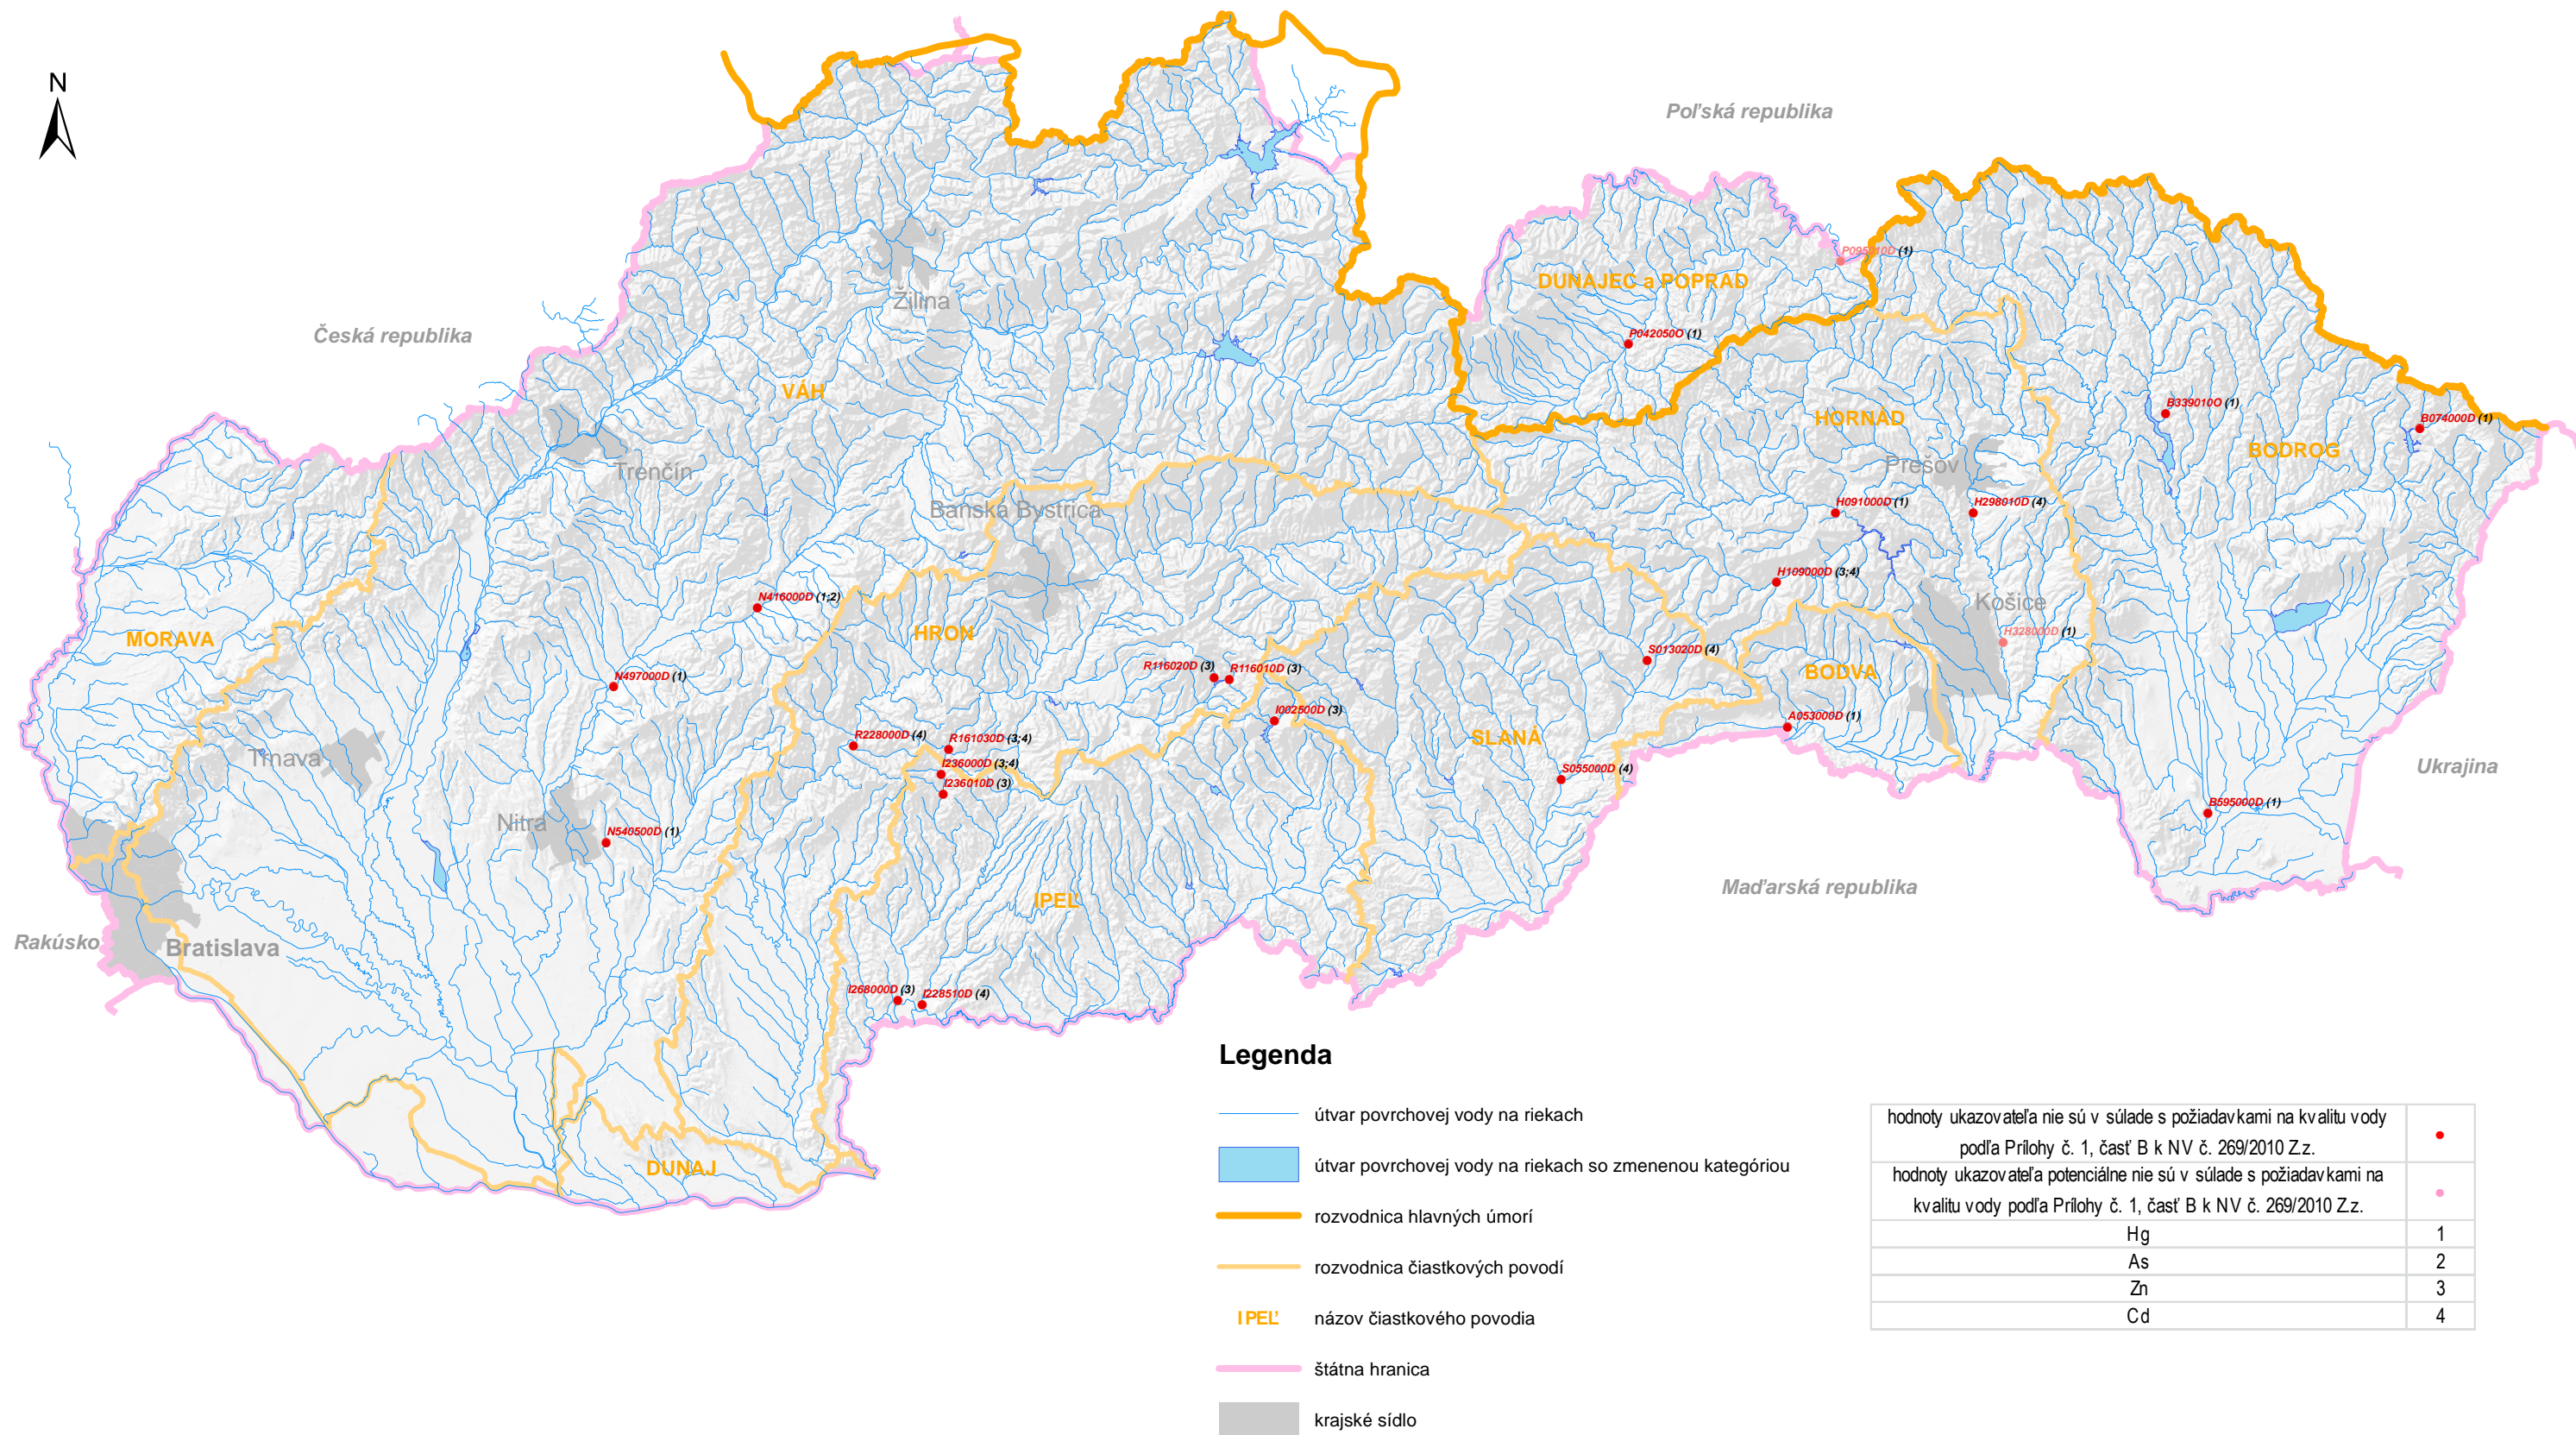 N
Poľská republika
P095010D (1)
DUNAJEC a POPRAD
Žilina
Česká republika
P042050O (1)
VÁH
B339010O (1)
HORNÁD
B074000D (1)
BODROG
Prešov
Trenčín
Banská Bystrica
H091000D (1)
H298010D (4)
H109000D (3;4)
N416000D (1;2)
Košice
HRON
H328000D (1)
MORAVA
S013020D (4)
R116020D (3)
R116010D (3)
BODVA
N497000D (1)
I002500D (3)
A053000D (1)
R228000D (4)
R161030D (3;4)
SLANÁ
Trnava
I236000D (3;4)
S055000D (4)
Ukrajina
I236010D (3)
B595000D (1)
Nitra
N540500D (1)
Maďarská republika
IPEĽ
Rakúsko
Bratislava
I268000D (3)
I228510D (4)
DUNAJ
Legenda
útvar povrchovej vody na riekach
útvar povrchovej vody na riekach so zmenenou kategóriou
rozvodnica hlavných úmorí
rozvodnica čiastkových povodí
IPEĽ názov čiastkového povodia
štátna hranica
krajské sídlo
hodnoty ukazovateľa nie sú v súlade s požiadavkami na kvalitu vody
podľa Prílohy č. 1, časť B k NV č. 269/2010 Z.z.
hodnoty ukazovateľa potenciálne nie sú v súlade s požiadavkami na
kvalitu vody podľa Prílohy č. 1, časť B k NV č. 269/2010 Z.z.
Hg 1
As 2
Zn 3
Cd 4